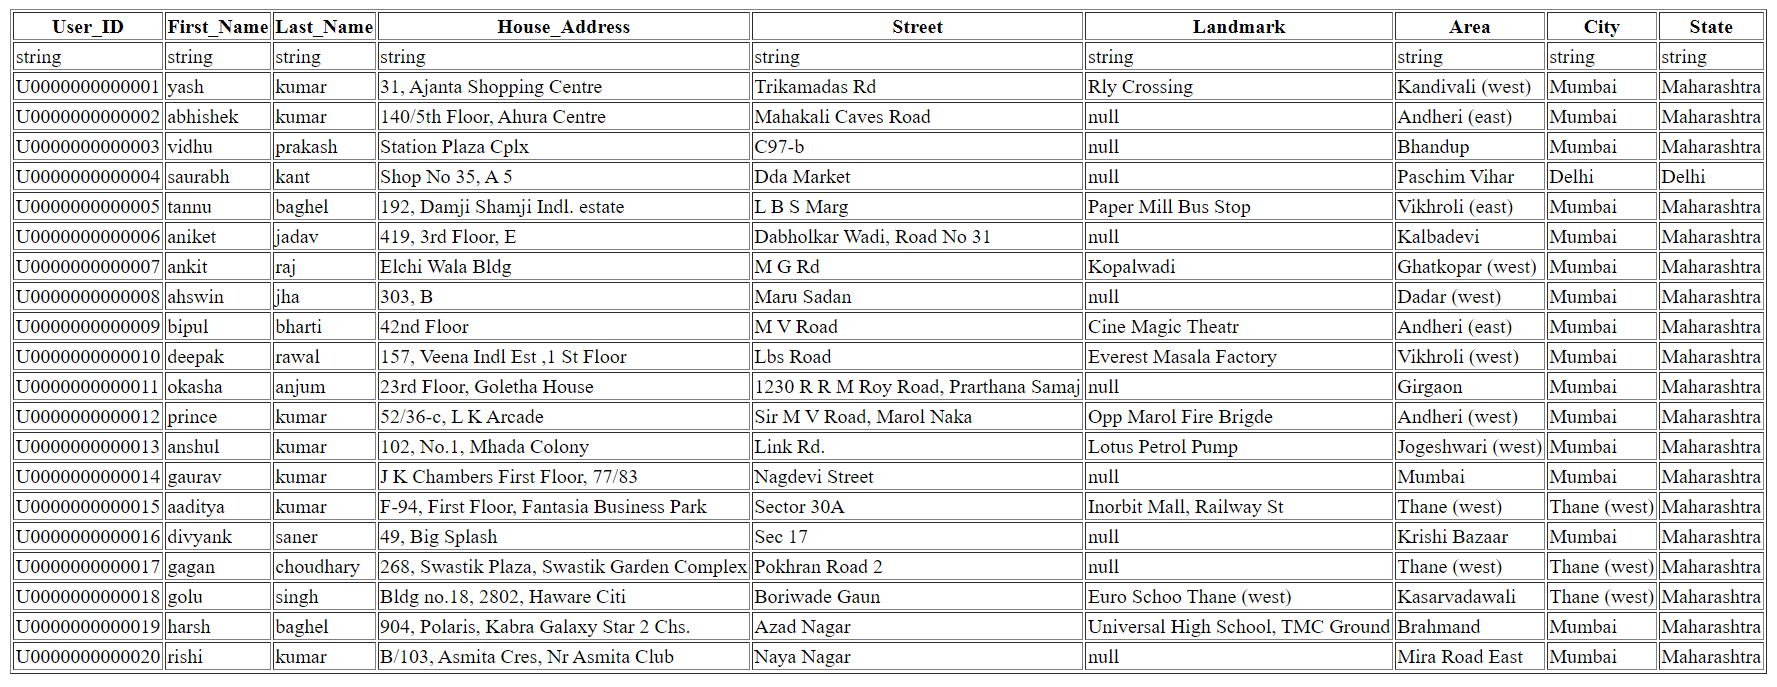 User_ID First_Name Last_Name House_Address Street Landmark Area City State
string string string string string string string string string
U0000000000001 yash kumar 31, Ajanta Shopping Centre Trikamadas Rd Rly Crossing Kandivali (west) Mumbai Maharashtra
U0000000000002 abhishek kumar 140/5th Floor, Ahura Centre Mahakali Caves Road null Andheri (east) Mumbai Maharashtra
U0000000000003 vidhu prakash Station Plaza Cplx C97-b null Bhandup Mumbai Maharashtra
U0000000000004 saurabh kant Shop No 35, A 5 Dda Market null Paschim Vihar Delhi Delhi
U0000000000005 tannu baghel 192, Damji Shamji Indl. estate L B S Marg Paper Mill Bus Stop Vikhroli (east) Mumbai Maharashtra
U0000000000006 aniket jadav 419, 3rd Floor, E Dabholkar Wadi, Road No 31 null Kalbadevi Mumbai Maharashtra
U0000000000007 ankit raj Elchi Wala Bldg M G Rd Kopalwadi Ghatkopar (west) Mumbai Maharashtra
U0000000000008 ahswin jha 303, B Maru Sadan null Dadar (west) Mumbai Maharashtra
U0000000000009 bipul bharti 42nd Floor M V Road Cine Magic Theatr Andheri (east) Mumbai Maharashtra
U0000000000010 deepak rawal 157, Veena Indl Est ,1 St Floor Lbs Road Everest Masala Factory Vikhroli (west) Mumbai Maharashtra
U0000000000011 okasha anjum 23rd Floor, Goletha House 1230 R R M Roy Road, Prarthana Samaj null Girgaon Mumbai Maharashtra
U0000000000012 prince kumar 52/36-c, L K Arcade Sir M V Road, Marol Naka Opp Marol Fire Brigde Andheri (west) Mumbai Maharashtra
U0000000000013 anshul kumar 102, No.1, Mhada Colony Link Rd. Lotus Petrol Pump Jogeshwari (west) Mumbai Maharashtra
U0000000000014 gaurav kumar J K Chambers First Floor, 77/83 Nagdevi Street null Mumbai Mumbai Maharashtra
U0000000000015 aaditya kumar F-94, First Floor, Fantasia Business Park Sector 30A Inorbit Mall, Railway St Thane (west) Thane (west) Maharashtra
U0000000000016 divyank saner 49, Big Splash Sec 17 null Krishi Bazaar Mumbai Maharashtra
U0000000000017 gagan choudhary 268, Swastik Plaza, Swastik Garden Complex Pokhran Road 2 null Thane (west) Thane (west) Maharashtra
U0000000000018 golu singh Bldg no.18, 2802, Haware Citi Boriwade Gaun Euro Schoo Thane (west) Kasarvadawali Thane (west) Maharashtra
U0000000000019 harsh baghel 904, Polaris, Kabra Galaxy Star 2 Chs. Azad Nagar Universal High School, TMC Ground Brahmand Mumbai Maharashtra
U0000000000020 rishi kumar B/103, Asmita Cres, Nr Asmita Club Naya Nagar null Mira Road East Mumbai Maharashtra